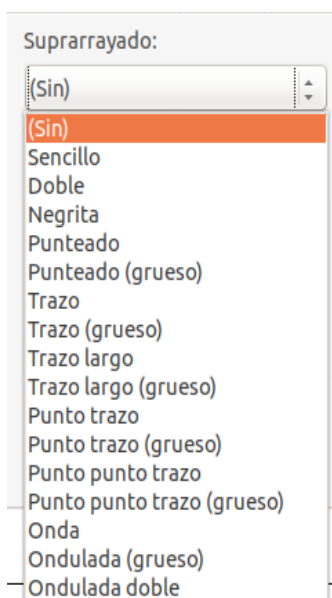 Suprarrayado:
(Sin)
(Sin)
Sencillo
Doble
Negrita
Punteado
Punteado (grueso)
Trazo
Trazo (grueso)
Trazo largo
Trazo largo (grueso)
Punto trazo
Punto trazo (grueso)
Punto punto trazo
Punto punto trazo (grueso)
Onda
Ondulada (grueso)
Ondulada doble